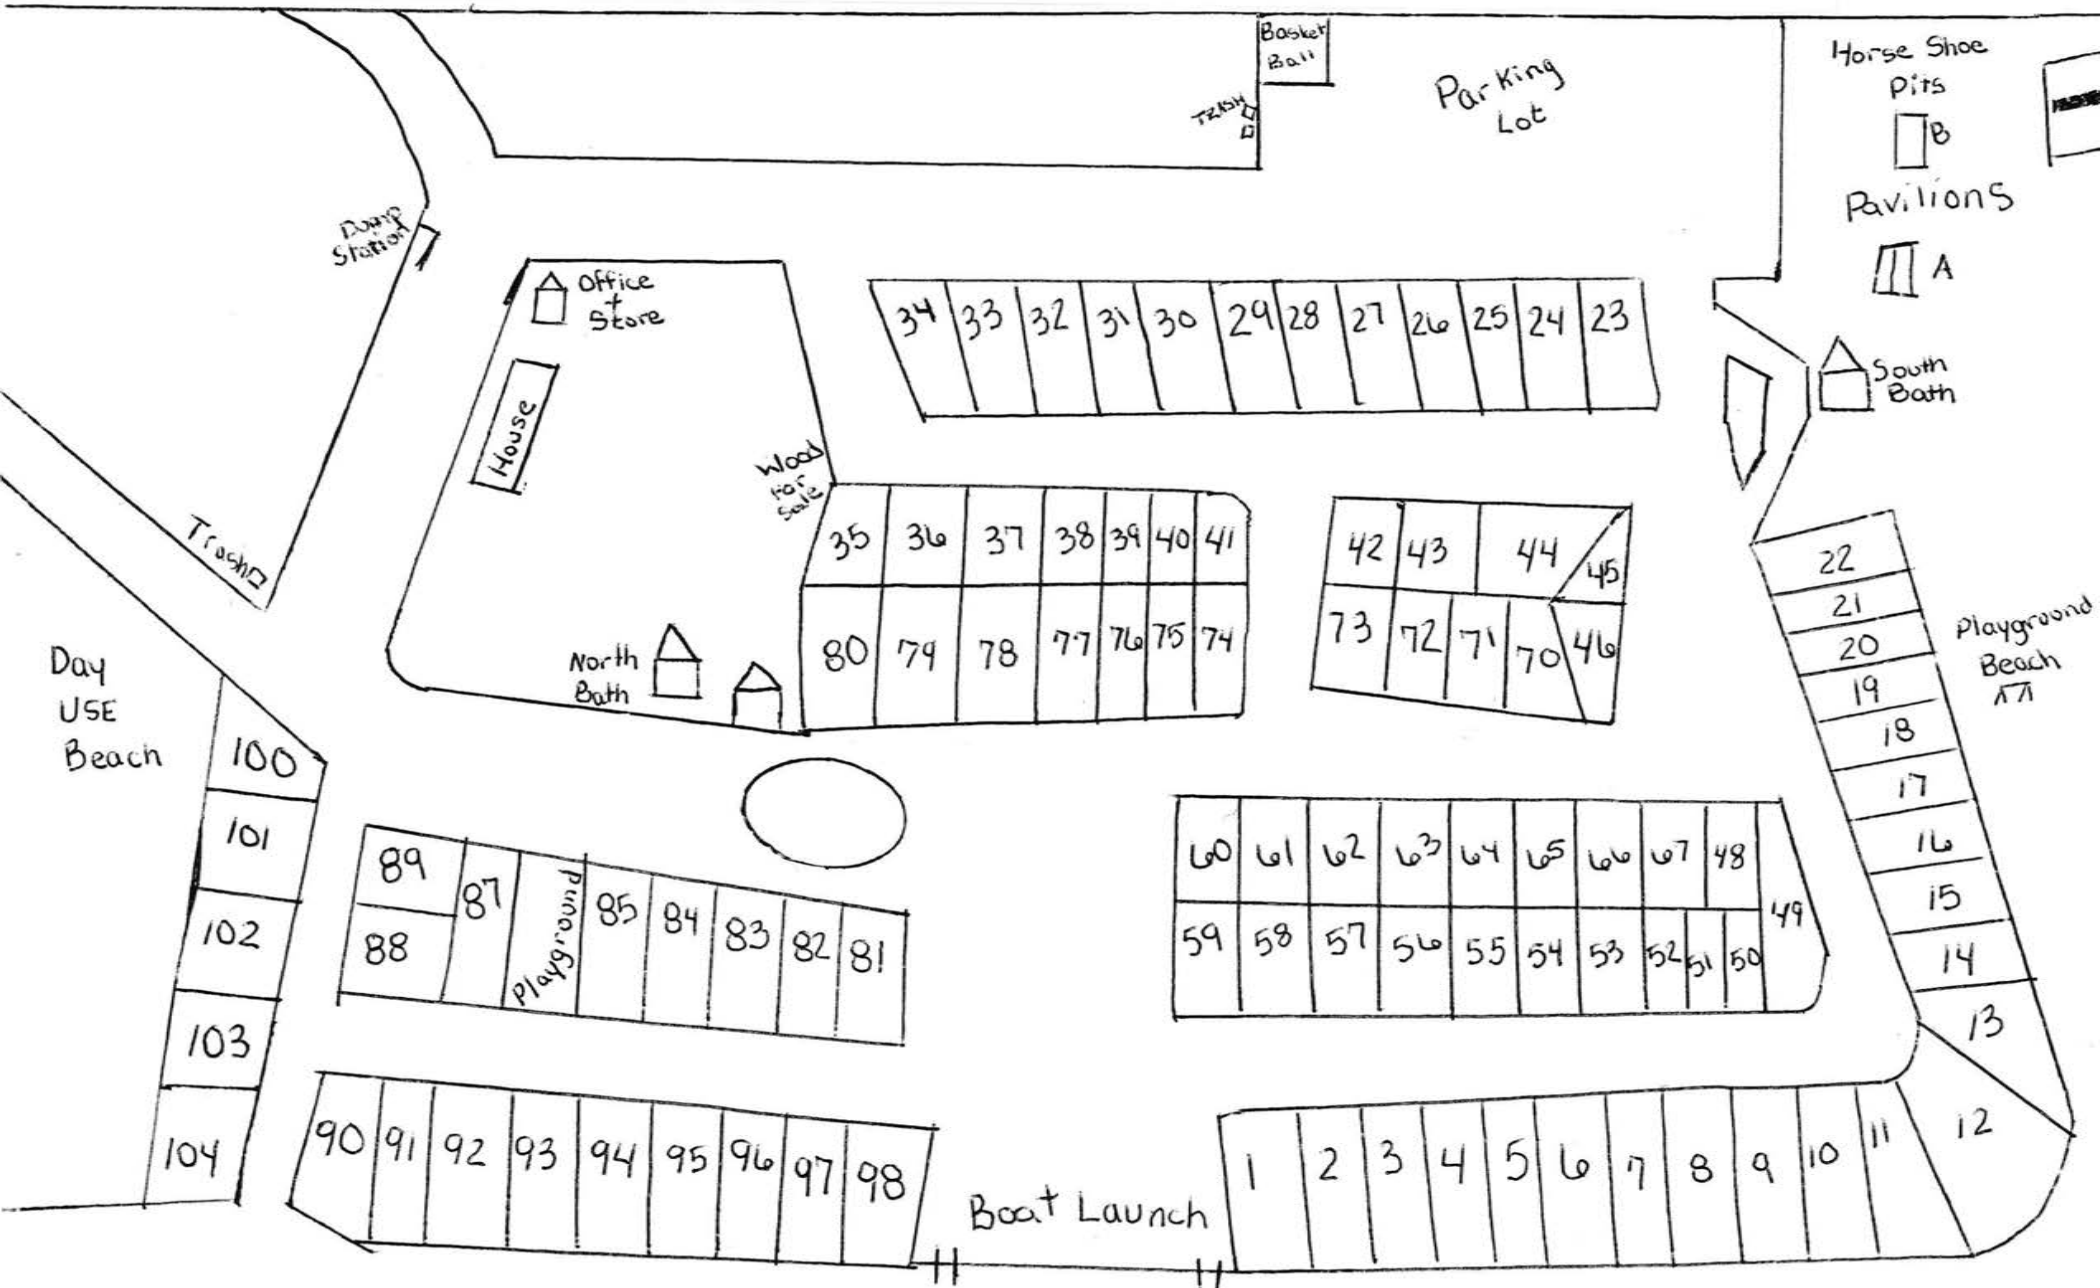 Basket
Ball
Parking
Lot
TRASH
Horse Shoe
Pits
B
Pavilions
A
Dump
Station
Office
+
Store
House
34 33 32 31 30 29 28 27 26 25 24 23
South
Bath
Wood
For
Sale
35 36 37 38 39 40 41
42 43 44 45
22
21
20
19
18
17
16
15
14
13
12
Playground
Beach
Trash
80 79 78 77 76 75 74
73 72 71 70 46
North
Bath
Day
USE
Beach
100
101
102
103
104
89
88
87
Playground
85 84 83 82 81
60 61 62 63 64 65 66 67 48
49
59 58 57 56 55 54 53 52 51 50
90 91 92 93 94 95 96 97 98
Boat Launch
1 2 3 4 5 6 7 8 9 10 11